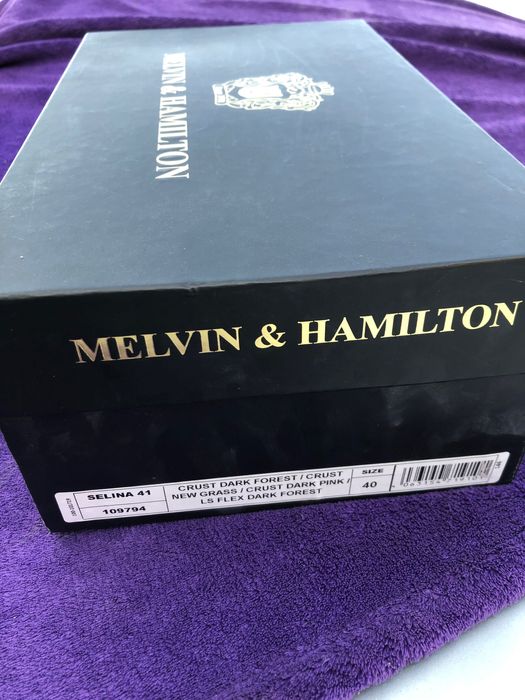 MELVIN & HAMILTON
MELVIN & HAMILTON
SELINA 41
109794
CRUST DARK FOREST / CRUST
NEW GRASS / CRUST DARK PINK /
LS FLEX DARK FOREST
SIZE
40